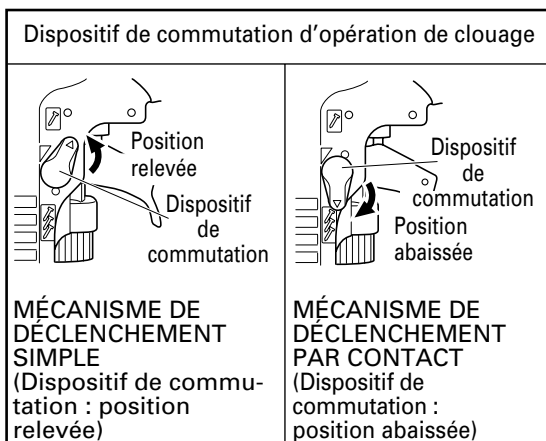 Dispositif de commutation d'opération de clouage
Position
relevée
Dispositif
de
commutation
MÉCANISME DE
DÉCLENCHEMENT
SIMPLE
(Dispositif de commu-
tation : position
relevée)
Dispositif
de
commutation
Position
abaissée
MÉCANISME DE
DÉCLENCHEMENT
PAR CONTACT
(Dispositif de
commutation :
position abaissée)